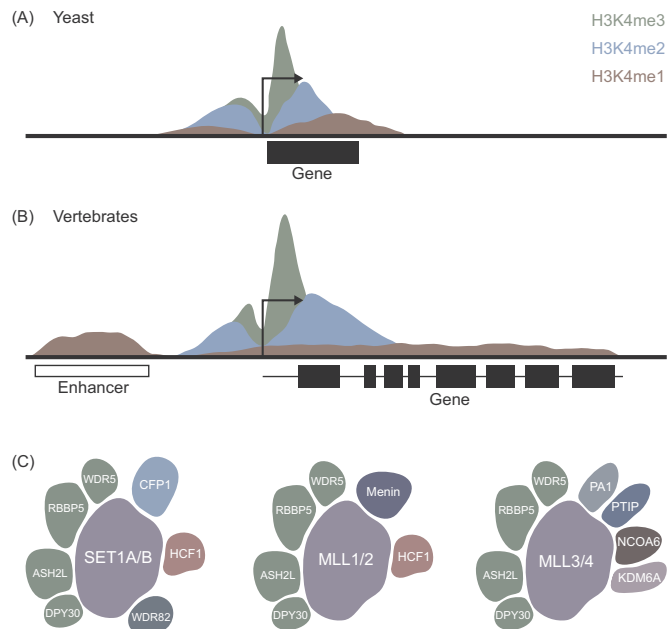 (A) Yeast
H3K4me3
H3K4me2
H3K4me1
Gene
(B) Vertebrates
Enhancer
Gene
(C)
WDR5
CFP1
RBBP5
SET1A/B
HCF1
ASH2L
DPY30
WDR82
WDR5
Menin
RBBP5
MLL1/2
HCF1
ASH2L
DPY30
WDR5
PA1
RBBP5
PTIP
NCOA6
MLL3/4
ASH2L
KDM6A
DPY30